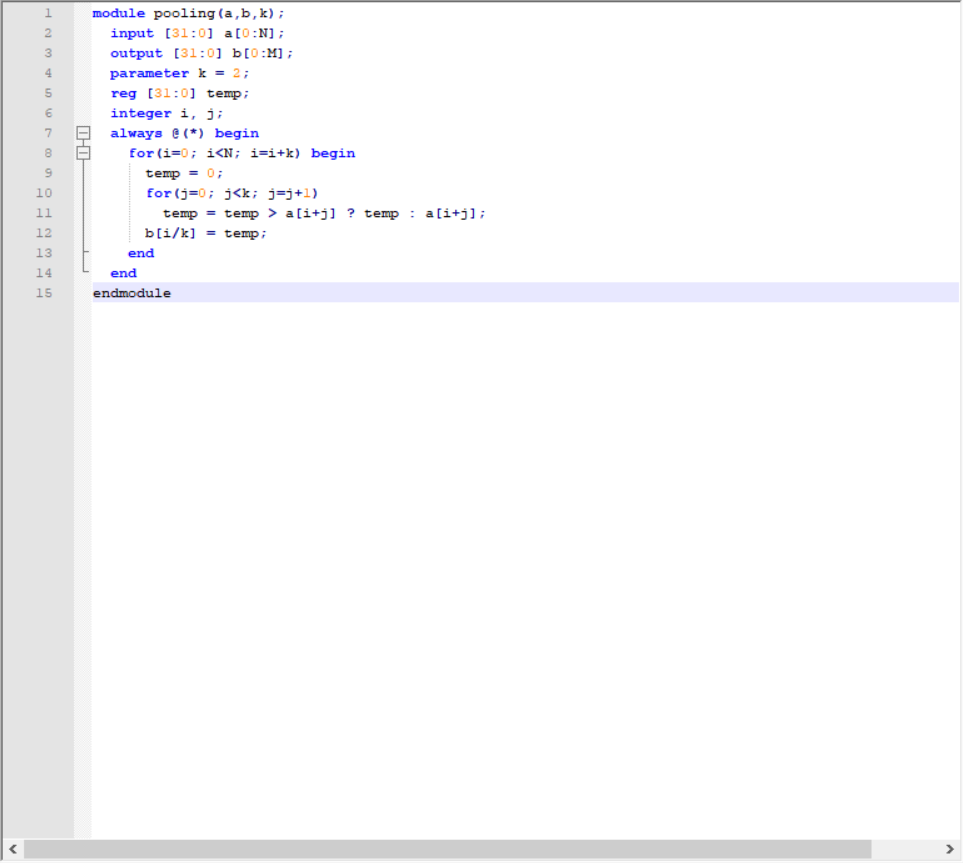 1 module pooling(a,b,k);
2 input [31:0] a[0:N];
3 output [31:0] b[0:M];
4 parameter k = 2;
5 reg [31:0] temp;
6 integer i, j;
7 always @(*) begin
8 for(i=0; i<N; i=i+k) begin
9 temp = 0;
10 for(j=0; j<k; j=j+1)
11 temp = temp > a[i+j] ? temp : a[i+j];
12 b[i/k] = temp;
13 end
14 end
15 endmodule